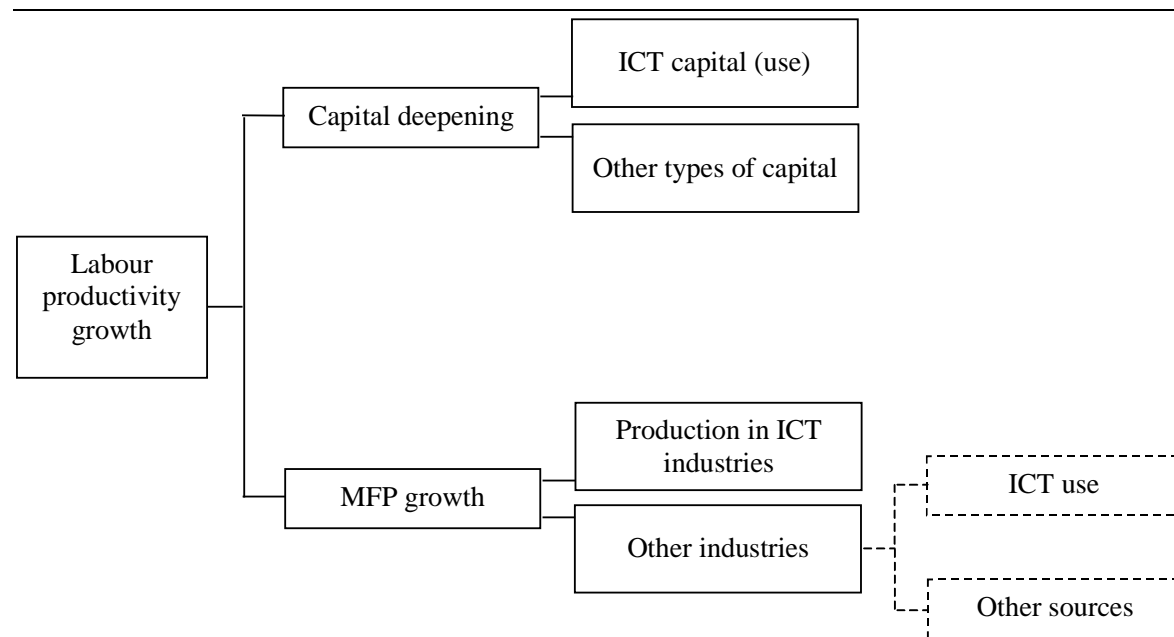 ICT capital (use)
Capital deepening
Other types of capital
Labour
productivity
growth
Production in ICT
industries
MFP growth
ICT use
Other industries
Other sources